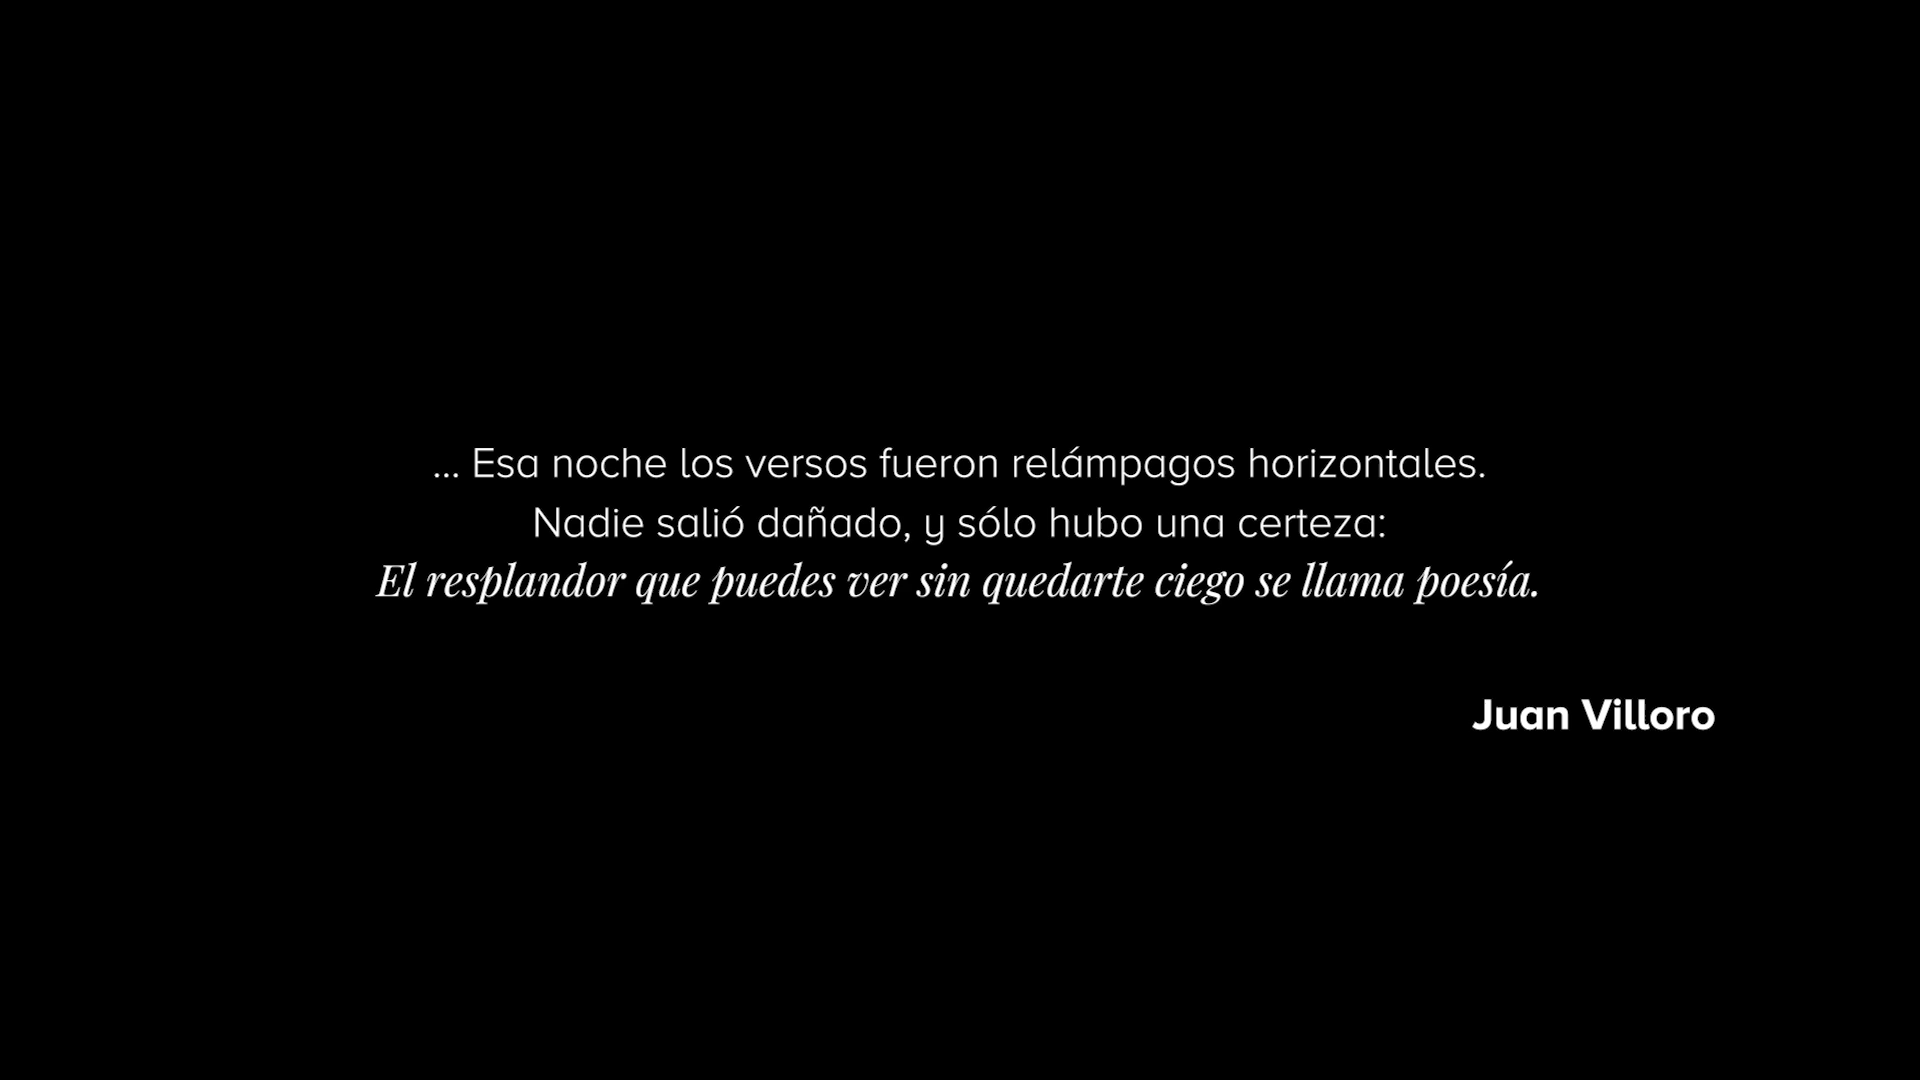 ... Esa noche los versos fueron relámpagos horizontales.
Nadie salió dañado, y sólo hubo una certeza:
El resplandor que puedes ver sin quedarte ciego se llama poesía.
Juan Villoro